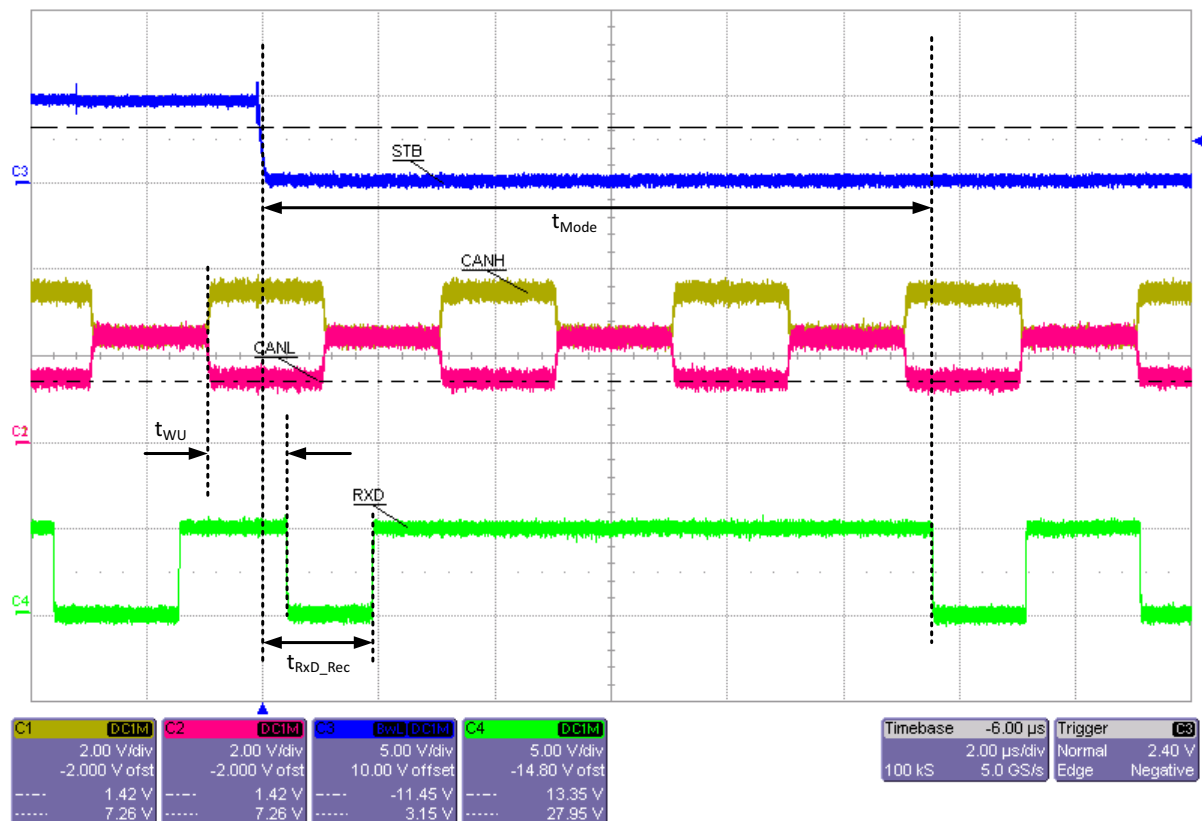 C3
STB
tMode
CANH
CANL
C2
tWU
RXD
C4
tRxD_Rec
C1 DC1M
2.00 V/div
-2.000 V ofst
1.42 V
7.26 V
C2 DC1M
2.00 V/div
-2.000 V ofst
1.42 V
7.26 V
C3 BwL DC1M
5.00 V/div
10.00 V offset
-11.45 V
3.15 V
C4 DC1M
5.00 V/div
-14.80 V ofst
13.35 V
27.95 V
Timebase -6.00 µs
2.00 µs/div
100 kS 5.0 GS/s
Trigger C3
Normal 2.40 V
Edge Negative